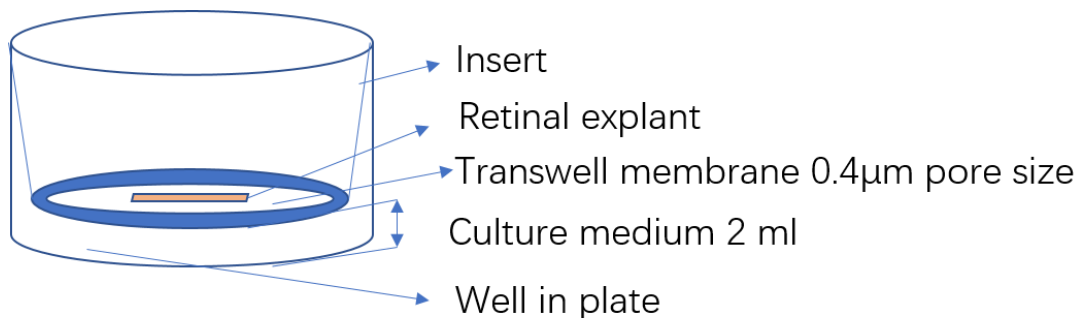 Insert
Retinal explant
Transwell membrane 0.4μm pore size
Culture medium 2 ml
Well in plate